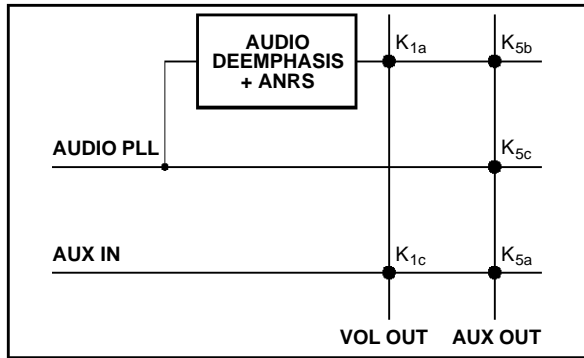 AUDIO
DEEMPHASIS
+ ANRS
K1a
K5b
AUDIO PLL
K5c
AUX IN
K1c
K5a
VOL OUT
AUX OUT